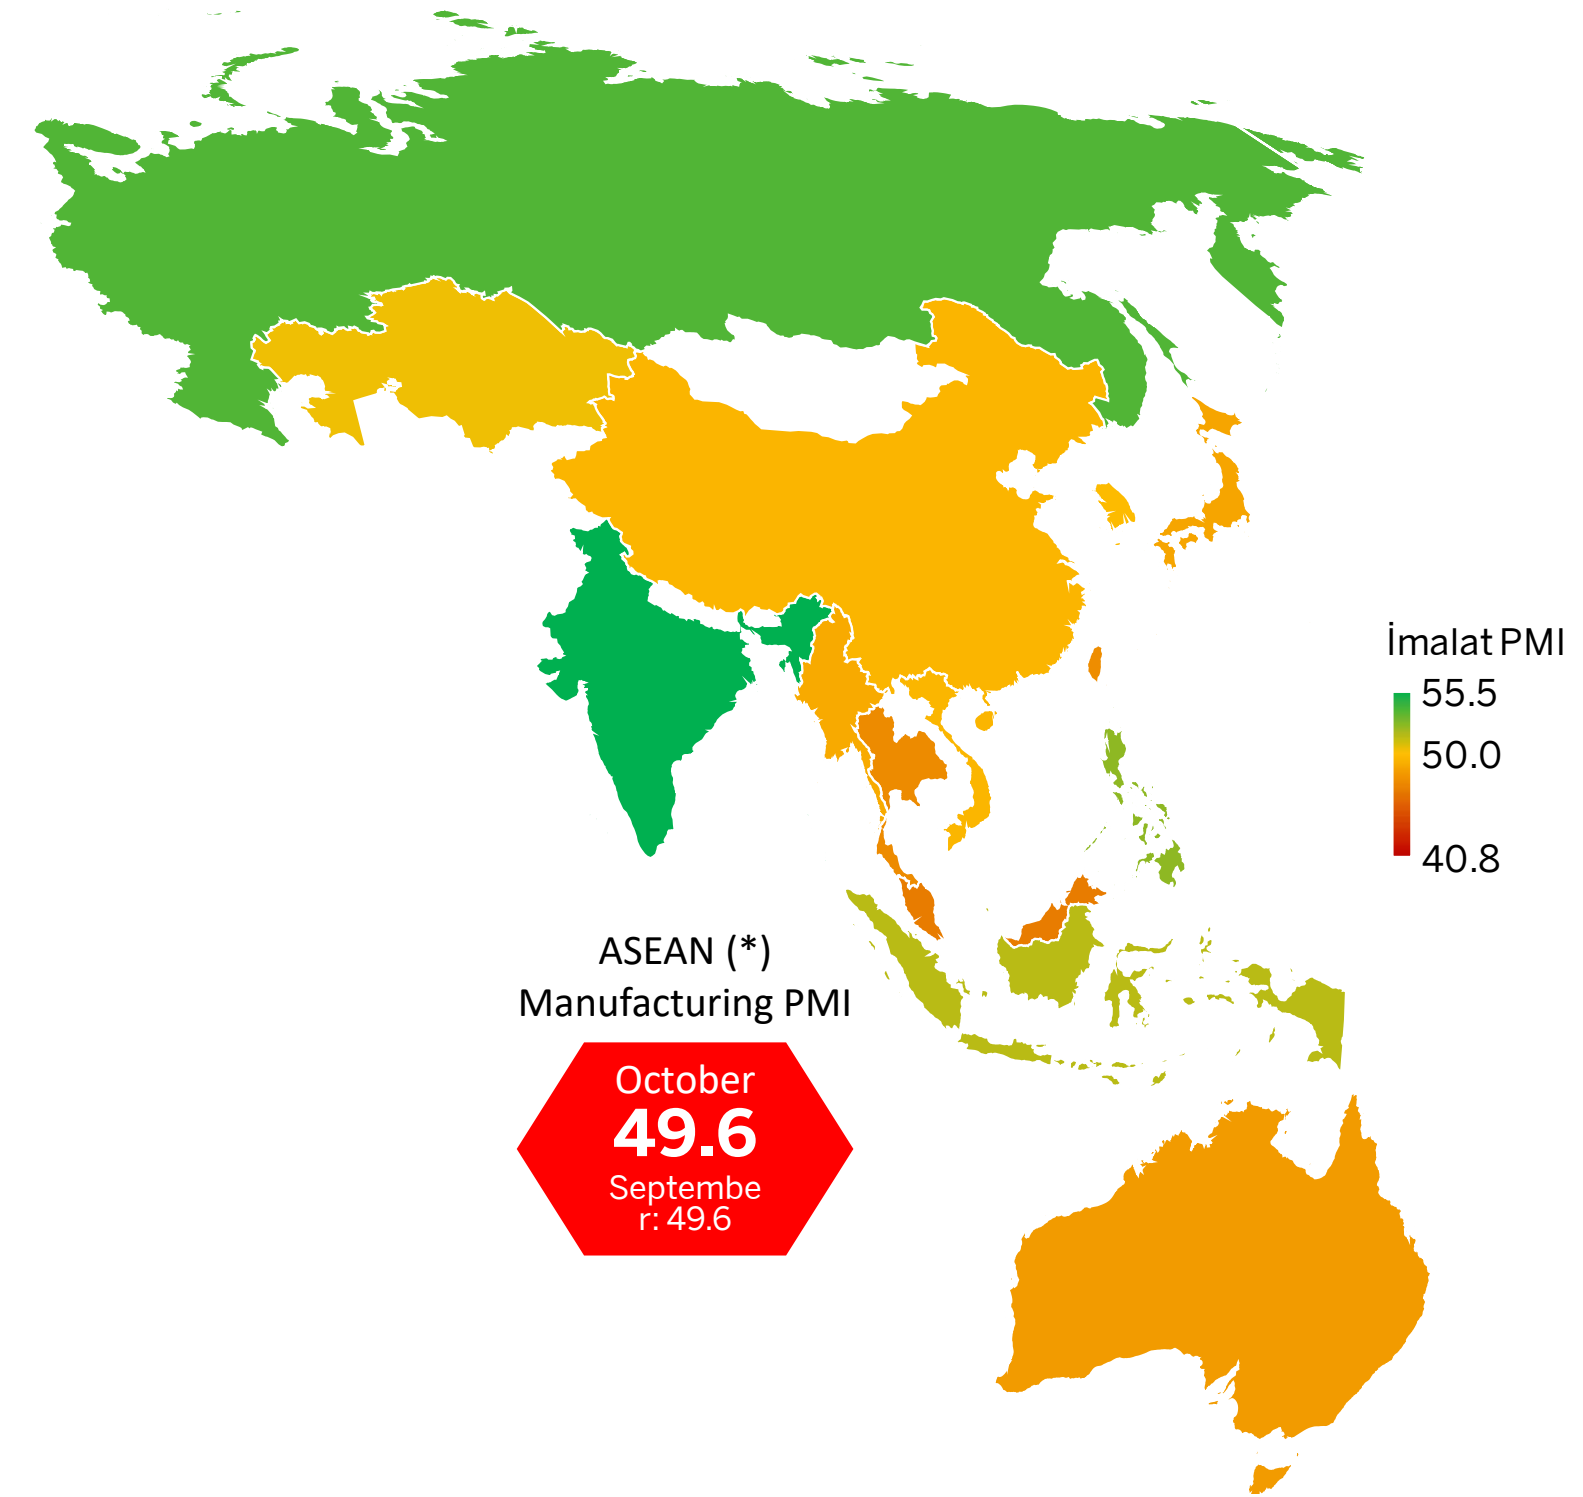 İmalat PMI
55.5
50.0
40.8
ASEAN (*)
Manufacturing PMI
October
49.6
Septembe
r: 49.6